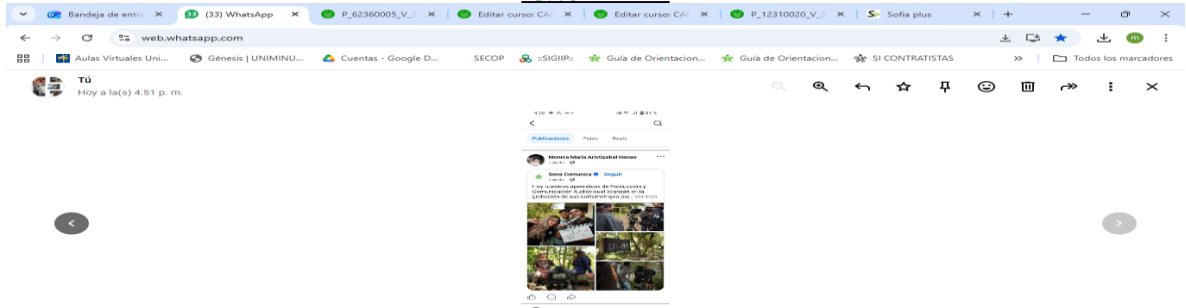 Bandeja de entr
(33) WhatsApp
P_62360005_V_
Editar curso: CA
Editar curso: CA
P_12310020_V_
Sofia plus
web.whatsapp.com
Aulas Virtuales Uni...
Génesis | UNIMINU...
Cuentas - Google D...
SECOP
::SIGIIP::
Guía de Orientacion...
Guía de Orientacion...
SI CONTRATISTAS
Todos los marcadores
Tú
Hoy a la(s) 4:51 p. m.
Publicaciones Fotos Reels
Monica Maria Aristizabal Henao
Sena Comunica Seguir
Hoy nuestros aprendices de Producción y
Comunicación Audiovisual avanzan en la
grabación de sus cortometrajes Ver más